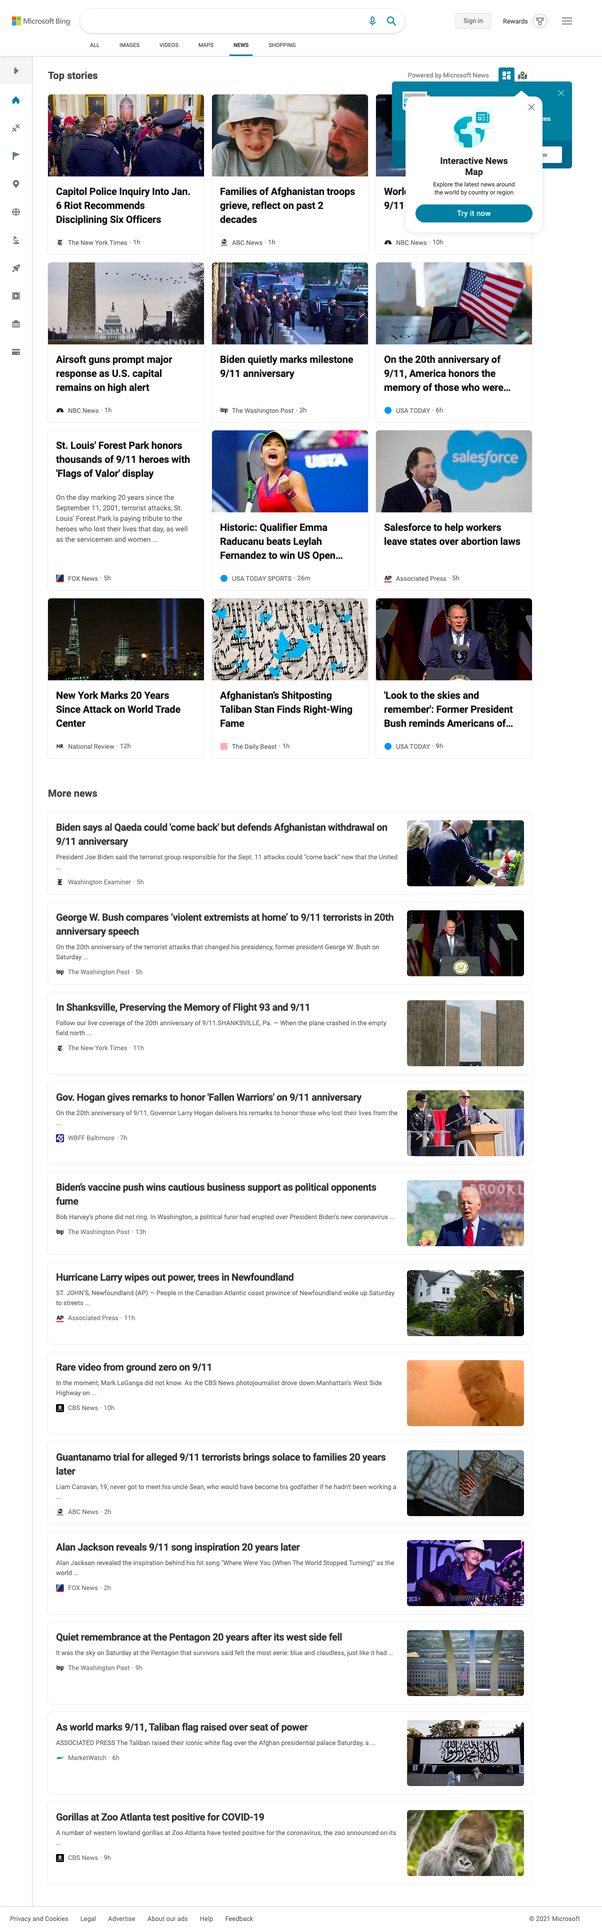 Microsoft Bing
Sign in
Rewards
ALL
IMAGES
VIDEOS
MAPS
NEWS
SHOPPING
Top stories
Powered by Microsoft News
Interactive News
Map
Explore the latest news around
the world by country or region
Try it now
Capitol Police Inquiry Into Jan.
6 Riot Recommends
Disciplining Six Officers
The New York Times · 1h
Families of Afghanistan troops
grieve, reflect on past 2
decades
ABC News · 1h
9/11
NBC News · 10h
Airsoft guns prompt major
response as U.S. capital
remains on high alert
NBC News · 1h
Biden quietly marks milestone
9/11 anniversary
wp The Washington Post · 2h
On the 20th anniversary of
9/11, America honors the
memory of those who were...
USA TODAY · 6h
St. Louis' Forest Park honors
thousands of 9/11 heroes with
'Flags of Valor' display
On the day marking 20 years since the
September 11, 2001, terrorist attacks, St.
Louis' Forest Park is paying tribute to the
heroes who lost their lives that day, as well
as the servicemen and women ...
FOX News · 5h
USTA
Historic: Qualifier Emma
Raducanu beats Leylah
Fernandez to win US Open...
USA TODAY SPORTS · 26m
salesforce
Salesforce to help workers
leave states over abortion laws
AP Associated Press · 5h
New York Marks 20 Years
Since Attack on World Trade
Center
NR National Review · 12h
Afghanistan's Shitposting
Taliban Stan Finds Right-Wing
Fame
The Daily Beast · 1h
'Look to the skies and
remember': Former President
Bush reminds Americans of...
USA TODAY · 9h
More news
Biden says al Qaeda could 'come back' but defends Afghanistan withdrawal on
9/11 anniversary
President Joe Biden said the terrorist group responsible for the Sept. 11 attacks could "come back" now that the United
...
Washington Examiner · 5h
George W. Bush compares 'violent extremists at home' to 9/11 terrorists in 20th
anniversary speech
On the 20th anniversary of the terrorist attacks that changed his presidency, former president George W. Bush on
Saturday ...
wp The Washington Post · 5h
In Shanksville, Preserving the Memory of Flight 93 and 9/11
Follow our live coverage of the 20th anniversary of 9/11.SHANKSVILLE, Pa. — When the plane crashed in the empty
field north ...
The New York Times · 11h
Gov. Hogan gives remarks to honor 'Fallen Warriors' on 9/11 anniversary
On the 20th anniversary of 9/11, Governor Larry Hogan delivers his remarks to honor those who lost their lives from the
...
WBFF Baltimore · 7h
Biden's vaccine push wins cautious business support as political opponents
fume
Bob Harvey's phone did not ring. In Washington, a political furor had erupted over President Biden's new coronavirus ...
wp The Washington Post · 13h
Hurricane Larry wipes out power, trees in Newfoundland
ST. JOHN'S, Newfoundland (AP) — People in the Canadian Atlantic coast province of Newfoundland woke up Saturday
to streets ...
AP Associated Press · 11h
Rare video from ground zero on 9/11
In the moment, Mark LaGanga did not know. As the CBS News photojournalist drove down Manhattan's West Side
Highway on ...
CBS News · 10h
Guantanamo trial for alleged 9/11 terrorists brings solace to families 20 years
later
Liam Canavan, 19, never got to meet his uncle Sean, who would have become his godfather if he hadn't been working a
...
ABC News · 2h
Alan Jackson reveals 9/11 song inspiration 20 years later
Alan Jackson revealed the inspiration behind his hit song "Where Were You (When The World Stopped Turning)" as the
world ...
FOX News · 2h
Quiet remembrance at the Pentagon 20 years after its west side fell
It was the sky on Saturday at the Pentagon that survivors said felt the most eerie: blue and cloudless, just like it had ...
wp The Washington Post · 9h
As world marks 9/11, Taliban flag raised over seat of power
ASSOCIATED PRESS The Taliban raised their iconic white flag over the Afghan presidential palace Saturday, a ...
MarketWatch · 6h
Gorillas at Zoo Atlanta test positive for COVID-19
A number of western lowland gorillas at Zoo Atlanta have tested positive for the coronavirus, the zoo announced on its
...
CBS News · 9h
Privacy and Cookies
Legal
Advertise
About our ads
Help
Feedback
© 2021 Microsoft